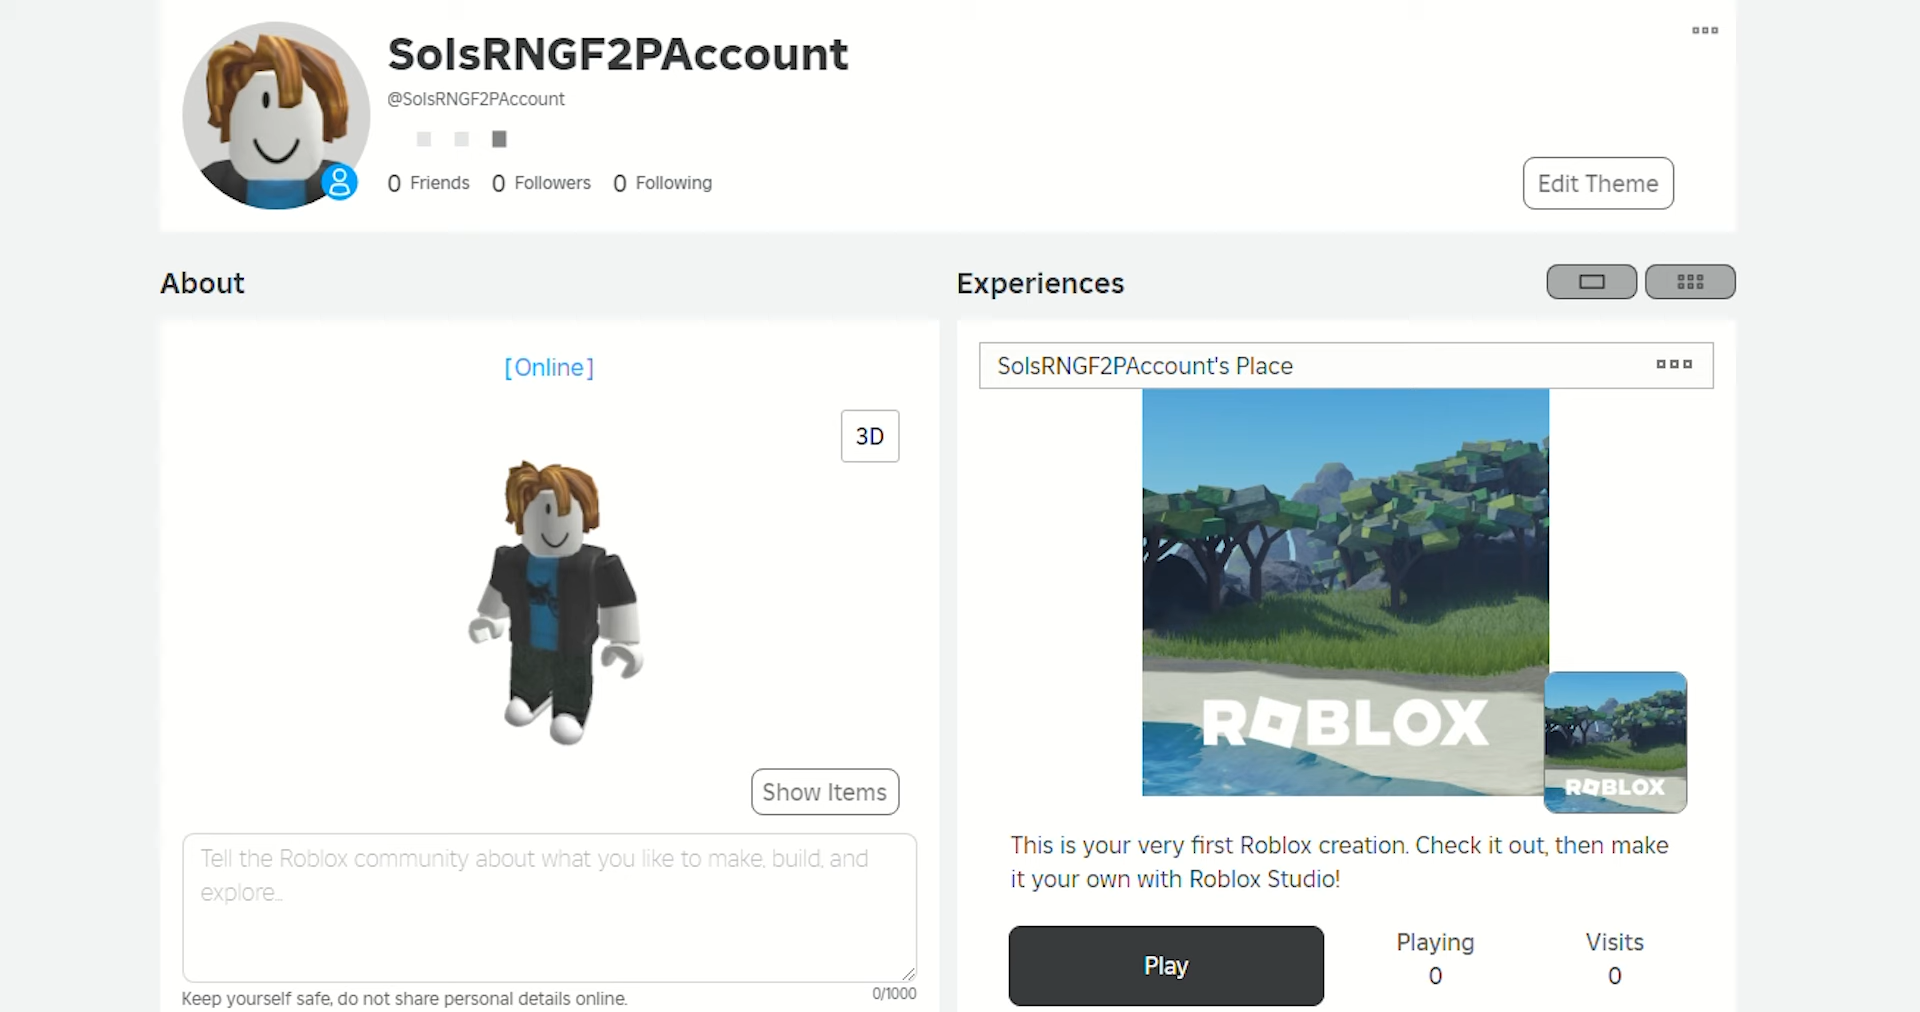 SolsRNGF2PAccount
@SolsRNGF2PAccount
0 Friends 0 Followers 0 Following
Edit Theme
About
Experiences
[Online]
SolsRNGF2PAccount's Place
3D
ROBLOX
ROBLOX
Show Items
Tell the Roblox community about what you like to make, build, and
explore...
This is your very first Roblox creation. Check it out, then make
it your own with Roblox Studio!
Play
Playing
0
Visits
0
Keep yourself safe, do not share personal details online.
0/1000